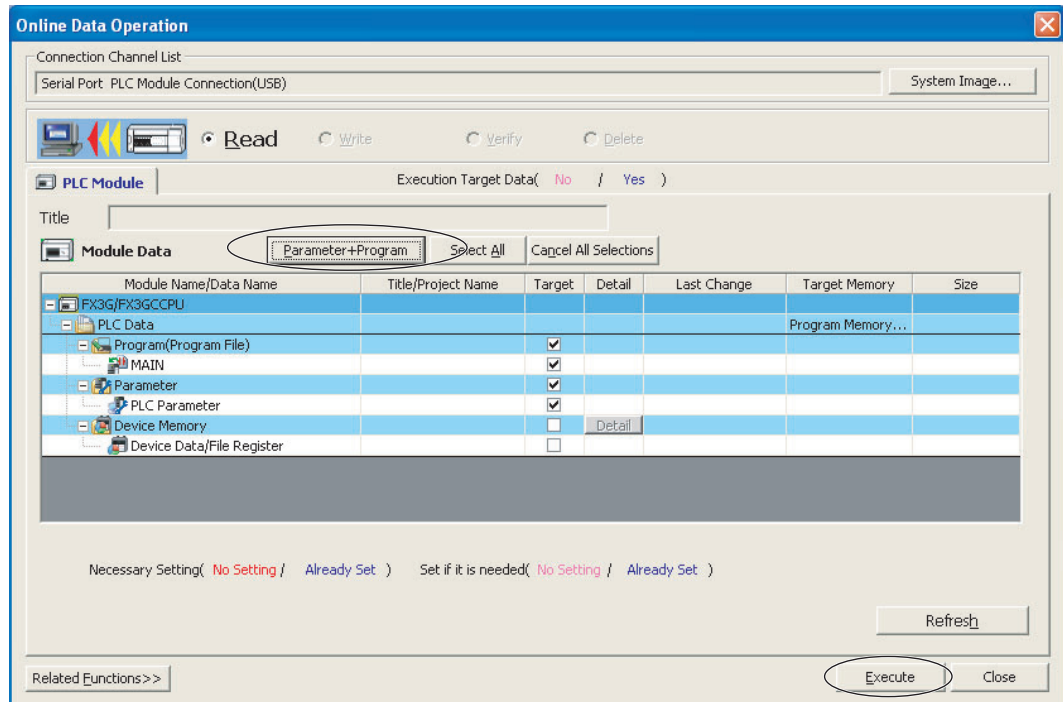 Online Data Operation
Connection Channel List
Serial Port PLC Module Connection(USB)
System Image...
Read
Write
Verify
Delete
PLC Module
Execution Target Data( No / Yes )
Title
Module Data
Parameter+Program
Select All
Cancel All Selections
Module Name/Data Name Title/Project Name Target Detail Last Change Target Memory Size
FX3G/FX3GCCPU
PLC Data Program Memory...
Program(Program File)
MAIN
Parameter
PLC Parameter
Device Memory Detail
Device Data/File Register
Necessary Setting( No Setting / Already Set ) Set if it is needed( No Setting / Already Set )
Refresh
Related Functions>>
Execute
Close